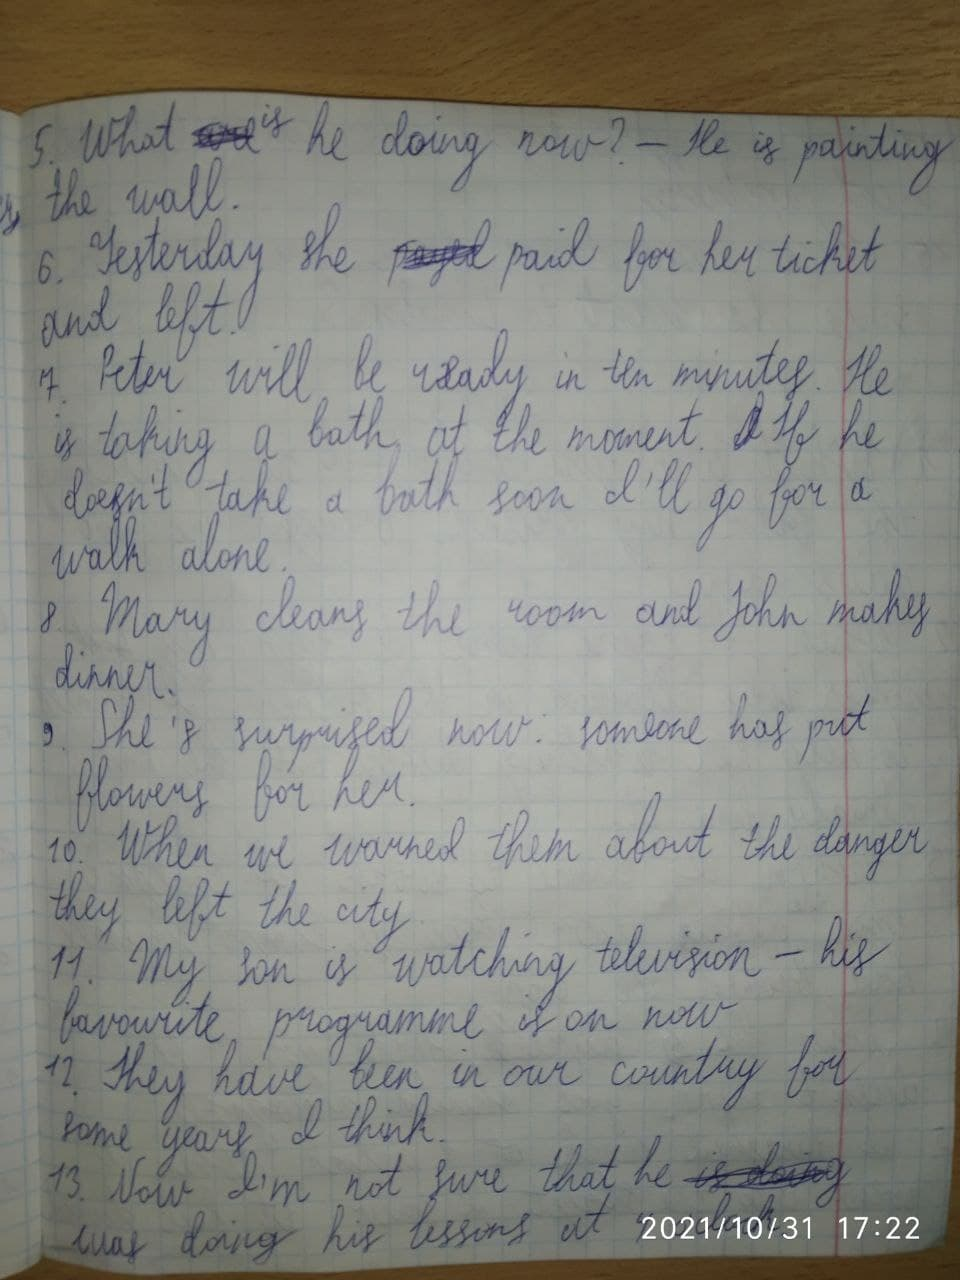 5. What is he doing now? – He is painting
the wall.
6. Yesterday she paid for her ticket
and left.
7. Peter will be ready in ten minutes. He
is taking a bath at the moment. If he
doesn't take a bath soon I'll go for a
walk alone.
8. Mary cleans the room and John makes
dinner.
9. She's surprised now: someone has put
flowers for her.
10. When we warned them about the danger
they left the city
11. My son is watching television – his
favourite programme is on now
12. They have been in our country for
some years I think.
13. Now I'm not sure that he
was doing his lessons at
2021/10/31 17:22